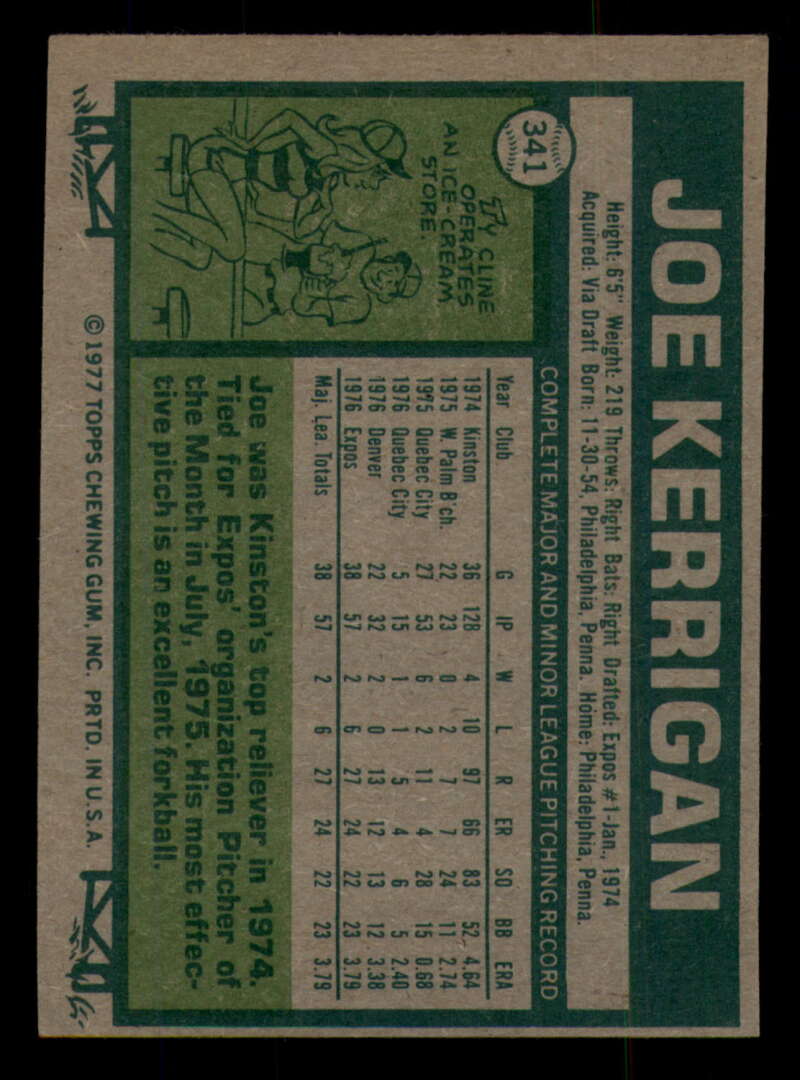 341
JOE KERRIGAN
Height: 6'5" Weight: 219 Throws: Right Bats: Right Drafted: Expos #1-Jan., 1974
Acquired: Via Draft Born: 11-30-54, Philadelphia, Penna. Home: Philadelphia, Penna.
TY CLINE
OPERATES
AN ICE-CREAM
STORE.
COMPLETE MAJOR AND MINOR LEAGUE PITCHING RECORD
Year Club G IP W L R ER SO BB ERA
1974 Kinston 36 128 4 10 97 66 83 52 4.64
1975 W. Palm B'ch. 22 23 0 2 7 7 24 11 2.74
1975 Quebec City 27 53 6 2 11 4 28 15 0.68
1976 Quebec City 5 15 1 1 5 4 6 5 2.40
1976 Denver 22 32 2 0 13 12 13 12 3.38
1976 Expos 38 57 2 6 27 24 22 23 3.79
Maj. Lea. Totals 38 57 2 6 27 24 22 23 3.79
Joe was Kinston's top reliever in 1974.
Tied for Expos' organization Pitcher of
the Month in July, 1975. His most effec-
tive pitch is an excellent forkball.
© 1977 TOPPS CHEWING GUM, INC. PRTD. IN U.S.A.